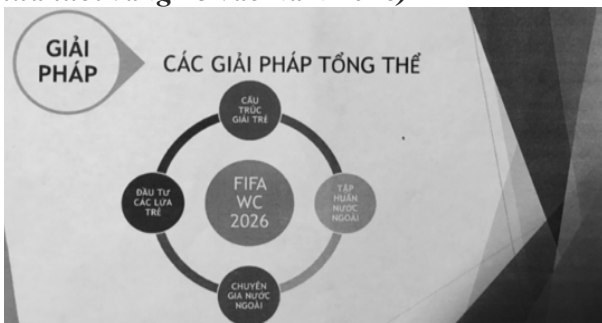 GIẢI
PHÁP
CÁC GIẢI PHÁP TỔNG THỂ
CẤU
TRÚC
GIẢI TRẺ
ĐẦU TƯ
CÁC LỨA
TRẺ
FIFA
WC
2026
TẬP
HUẤN
NƯỚC
NGOÀI
CHUYÊN
GIA NƯỚC
NGOÀI